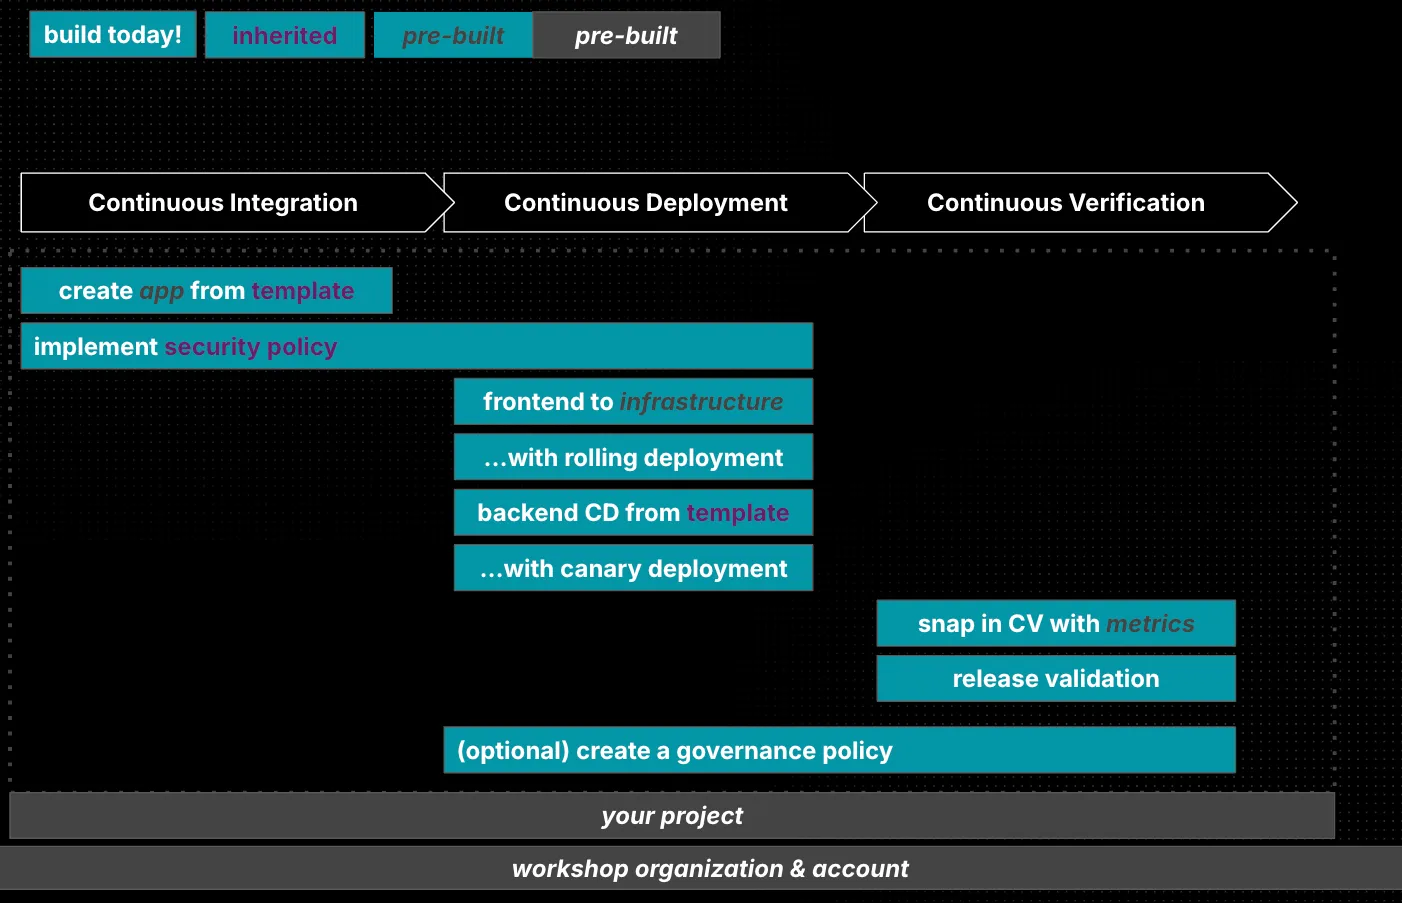 build today!
inherited
pre-built
pre-built
Continuous Integration
Continuous Deployment
Continuous Verification
create app from template
implement security policy
frontend to infrastructure
...with rolling deployment
backend CD from template
...with canary deployment
snap in CV with metrics
release validation
(optional) create a governance policy
your project
workshop organization & account